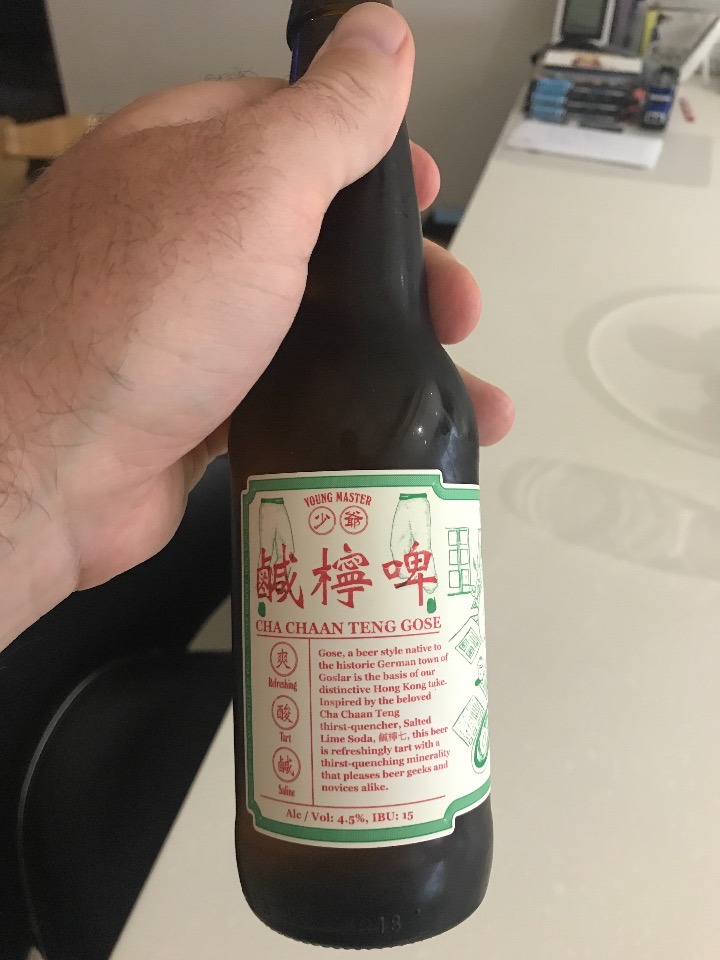 YOUNG MASTER
少爺
鹹檸啤
CHA CHAAN TENG GOSE
爽
Refreshing
酸
Tart
鹹
Saline
Gose, a beer style native to
the historic German town of
Goslar is the basis of our
distinctive Hong Kong take.
Inspired by the beloved
Cha Chaan Teng
thirst-quencher, Salted
Lime Soda, 鹹檸七, this beer
is refreshingly tart with a
thirst-quenching minerality
that pleases beer geeks and
novices alike.
Alc / Vol: 4.5%, IBU: 15